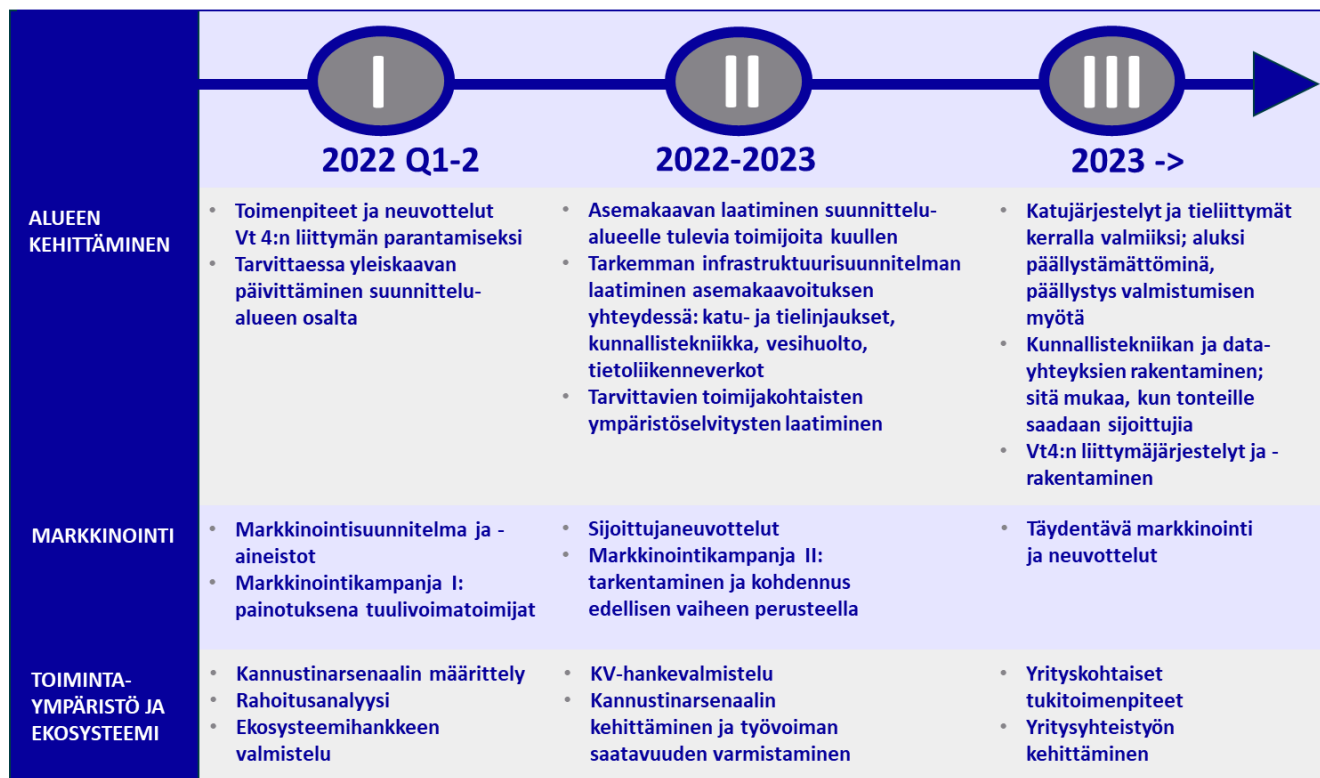 I
II
III
2022 Q1-2
2022-2023
2023 ->
ALUEEN
KEHITTÄMINEN
• Toimenpiteet ja neuvottelut
Vt 4:n liittymän parantamiseksi
• Tarvittaessa yleiskaavan
päivittäminen suunnittelu-
alueen osalta
• Asemakaavan laatiminen suunnittelu-
alueelle tulevia toimijoita kuullen
• Tarkemman infrastruktuurisuunnitelman
laatiminen asemakaavoituksen
yhteydessä: katu- ja tielinjaukset,
kunnallistekniikka, vesihuolto,
tietoliikenneverkot
• Tarvittavien toimijakohtaisten
ympäristöselvitysten laatiminen
• Katujärjestelyt ja tieliittymät
kerralla valmiiksi; aluksi
päällystämättöminä,
päällystys valmistumisen
myötä
• Kunnallistekniikan ja data-
yhteyksien rakentaminen;
sitä mukaa, kun tonteille
saadaan sijoittujia
• Vt4:n liittymäjärjestelyt ja -
rakentaminen
MARKKINOINTI
• Markkinointisuunnitelma ja -
aineistot
• Markkinointikampanja I:
painotuksena tuulivoimatoimijat
• Sijoittujaneuvottelut
• Markkinointikampanja II:
tarkentaminen ja kohdennus
edellisen vaiheen perusteella
• Täydentävä markkinointi
ja neuvottelut
TOIMINTA-
YMPÄRISTÖ JA
EKOSYSTEEMI
• Kannustinarsenaalin määrittely
• Rahoitusanalyysi
• Ekosysteemihankkeen
valmistelu
• KV-hankevalmistelu
• Kannustinarsenaalin
kehittäminen ja työvoiman
saatavuuden varmistaminen
• Yrityskohtaiset
tukitoimenpiteet
• Yritysyhteistyön
kehittäminen